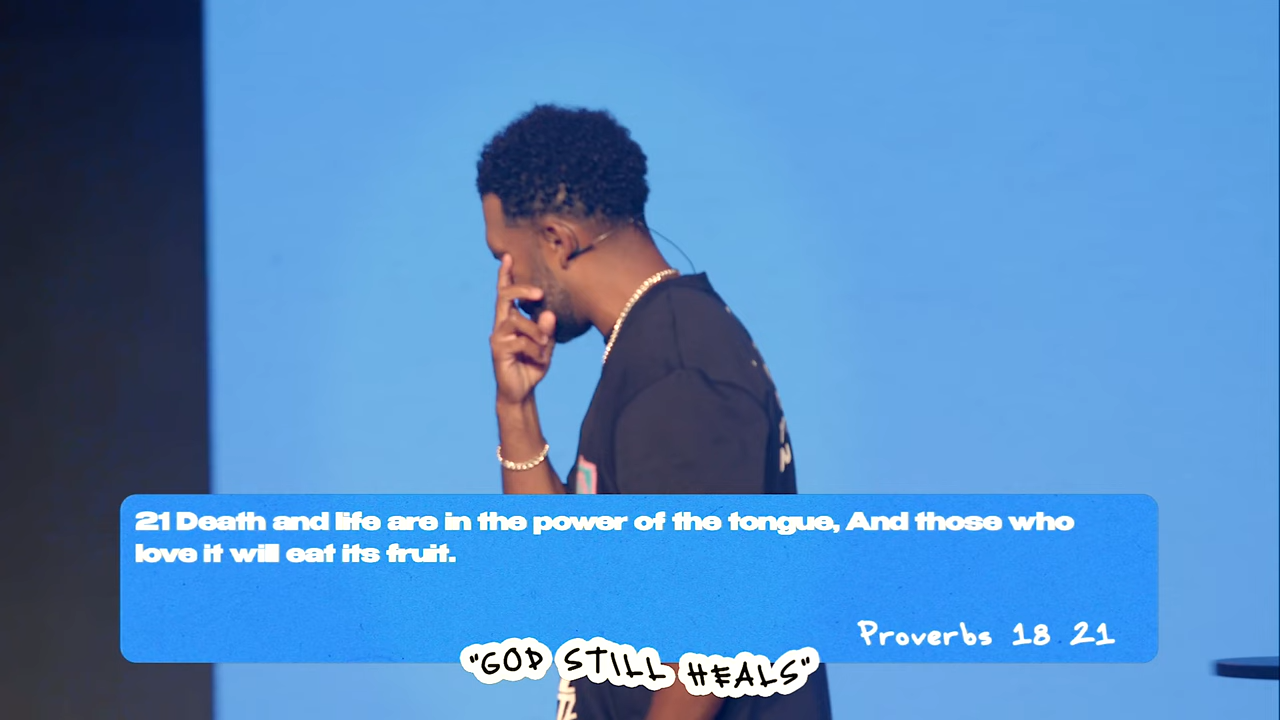 21 Death and life are in the power of the tongue, And those who
love it will eat its fruit.
Proverbs 18 21
"GOD STILL HEALS"